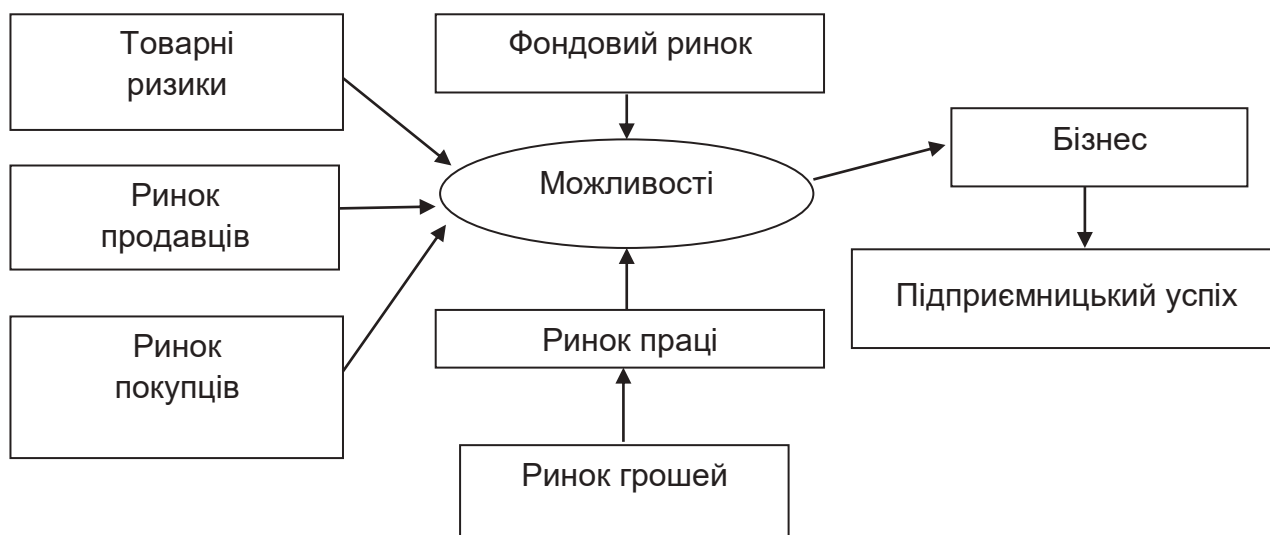 Товарні
ризики
Фондовий ринок
Бізнес
Можливості
Ринок
продавців
Підприємницький успіх
Ринок праці
Ринок
покупців
Ринок грошей